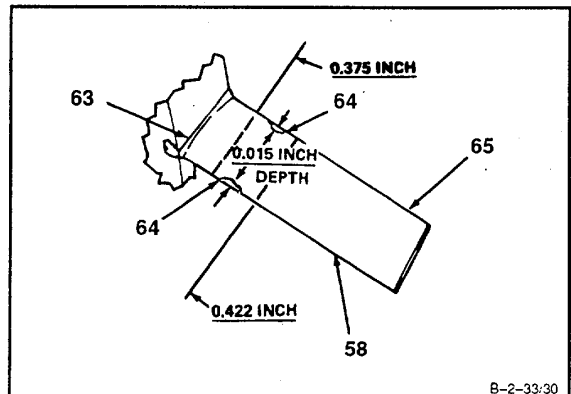 0.375 INCH
63
64
0.015 INCH
DEPTH
65
64
0.422 INCH
58
B-2-33/30